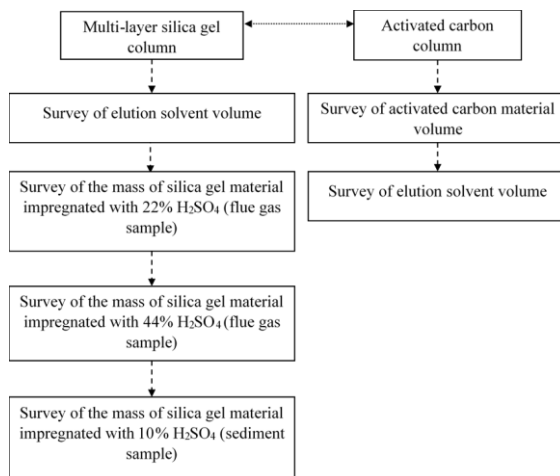 Multi-layer silica gel
column
Activated carbon
column
Survey of elution solvent volume
Survey of activated carbon material
volume
Survey of the mass of silica gel material
impregnated with 22% H₂SO₄ (flue gas
sample)
Survey of elution solvent volume
Survey of the mass of silica gel material
impregnated with 44% H₂SO₄ (flue gas
sample)
Survey of the mass of silica gel material
impregnated with 10% H₂SO₄ (sediment
sample)